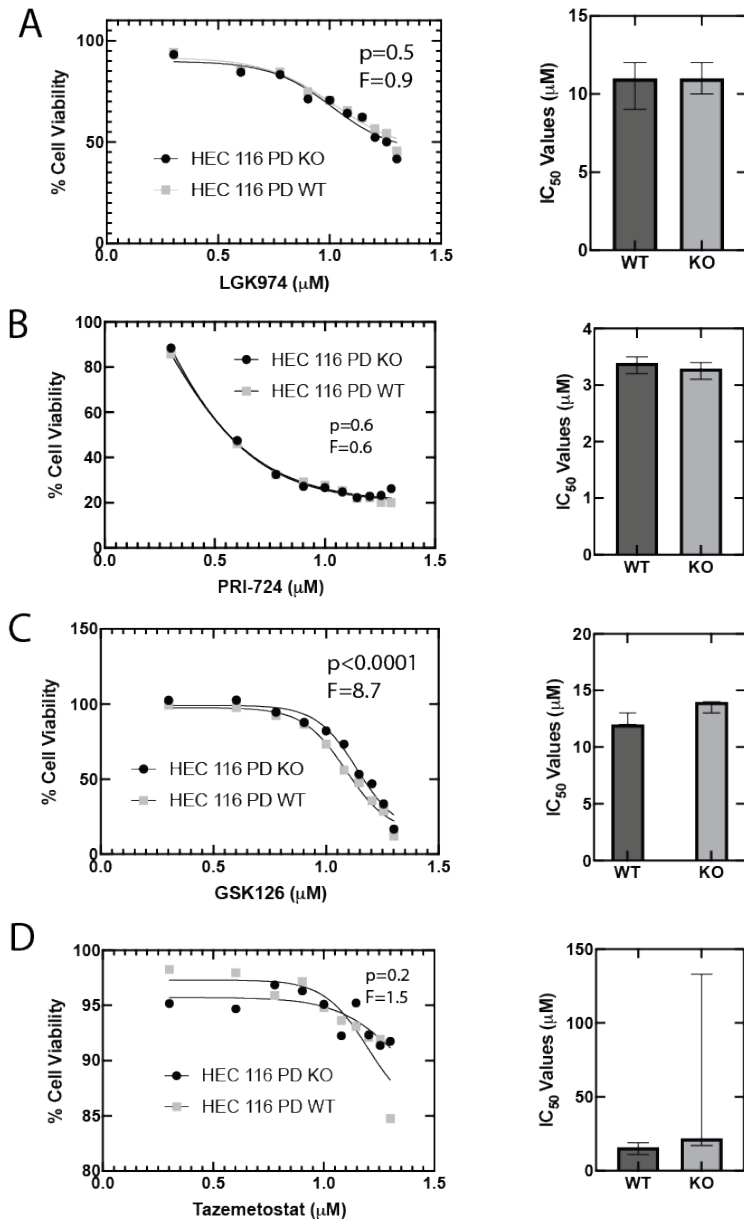 A
100
50
0
0.0 0.5 1.0 1.5
p=0.5
F=0.9
HEC 116 PD KO
HEC 116 PD WT
% Cell Viability
LGK974 (μM)
15
10
5
0
WT KO
IC50 Values (μM)
B
100
80
60
40
20
0
0.0 0.5 1.0 1.5
HEC 116 PD KO
HEC 116 PD WT
p=0.6
F=0.6
% Cell Viability
PRI-724 (μM)
4
3
1
0
WT KO
IC50 Values (μM)
C
150
100
50
0
0.0 0.5 1.0 1.5
p<0.0001
F=8.7
HEC 116 PD KO
HEC 116 PD WT
% Cell Viability
GSK126 (μM)
20
15
10
5
0
WT KO
IC50 Values (μM)
D
100
95
90
85
80
0.0 0.5 1.0 1.5
p=0.2
F=1.5
HEC 116 PD KO
HEC 116 PD WT
% Cell Viability
Tazemetostat (μM)
150
100
50
0
WT KO
IC50 Values (μM)